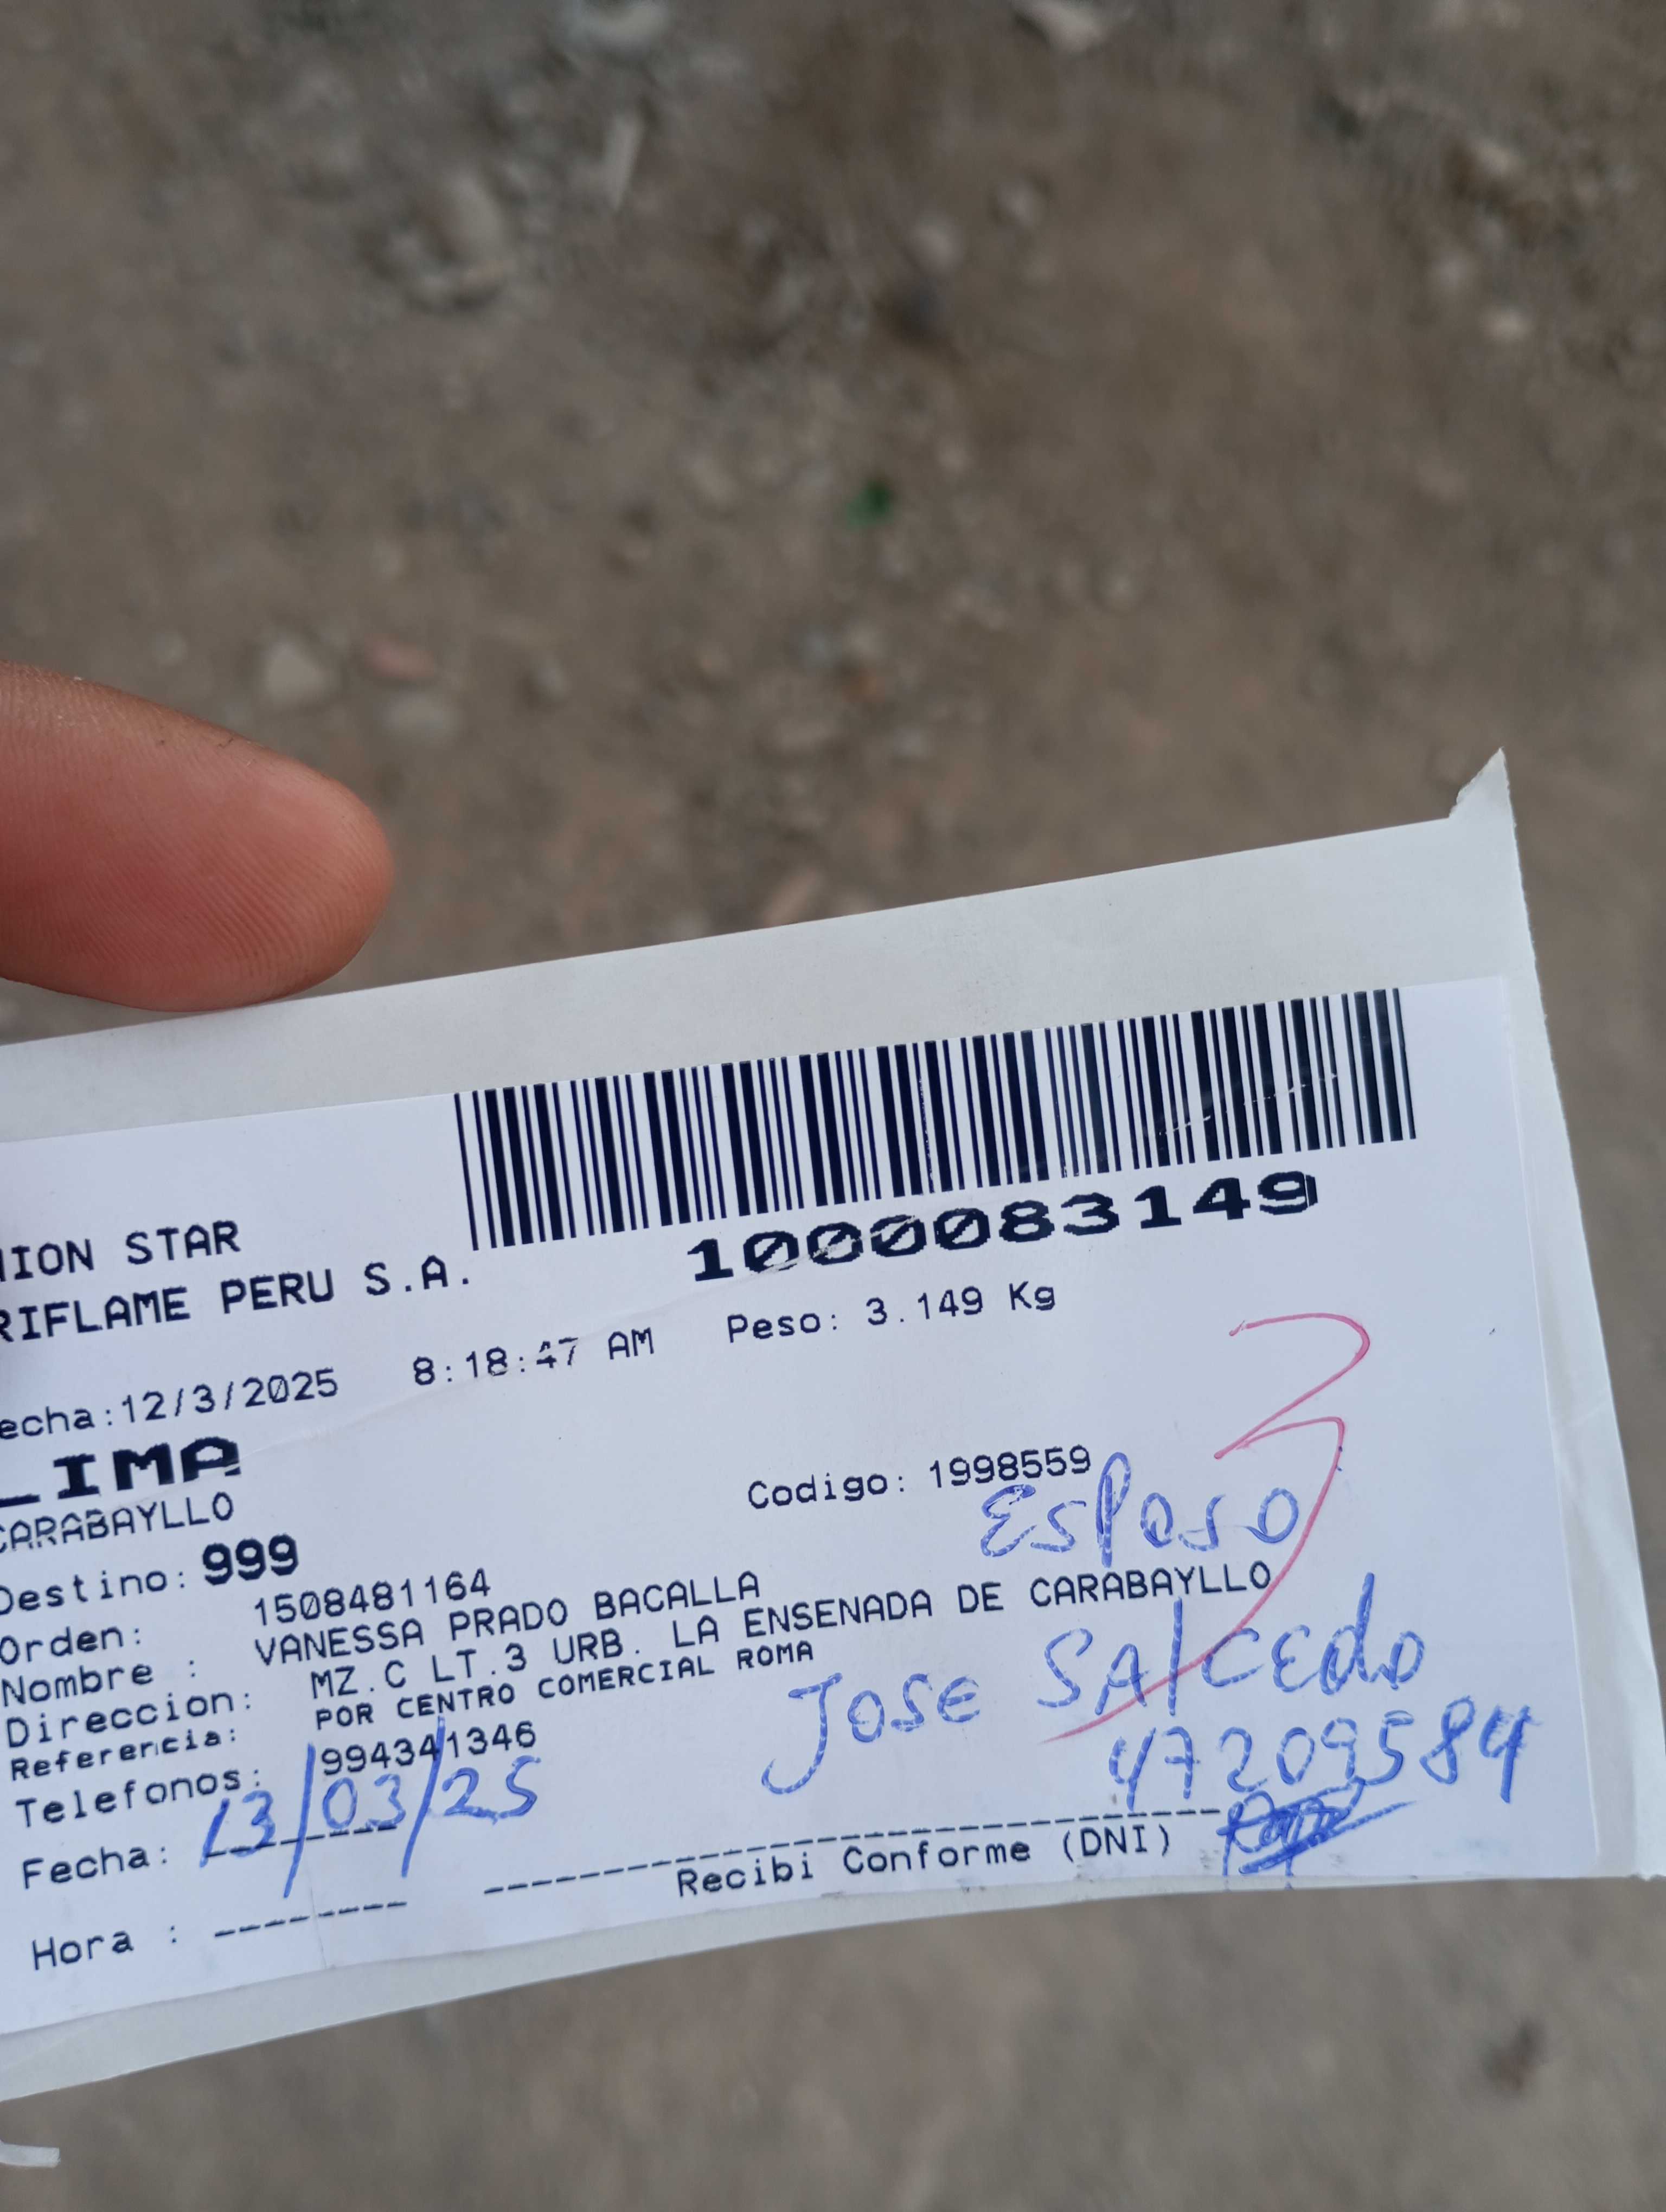 1000083149
NION STAR
RIFLAME PERU S.A.
echa:12/3/2025 8:18:47 AM Peso: 3.149 Kg
LIMA
CARABAYLLO
Codigo: 1998559
Esposo
Destino: 999
Orden: 1508481164
Nombre : VANESSA PRADO BACALLA
Direccion: MZ.C LT.3 URB. LA ENSENADA DE CARABAYLLO
Referencia: POR CENTRO COMERCIAL ROMA
Telefonos: 994341346
JOSE SAlCEdo
47209584
Fecha: 13/03/25
Recibi Conforme (DNI)
Hora :